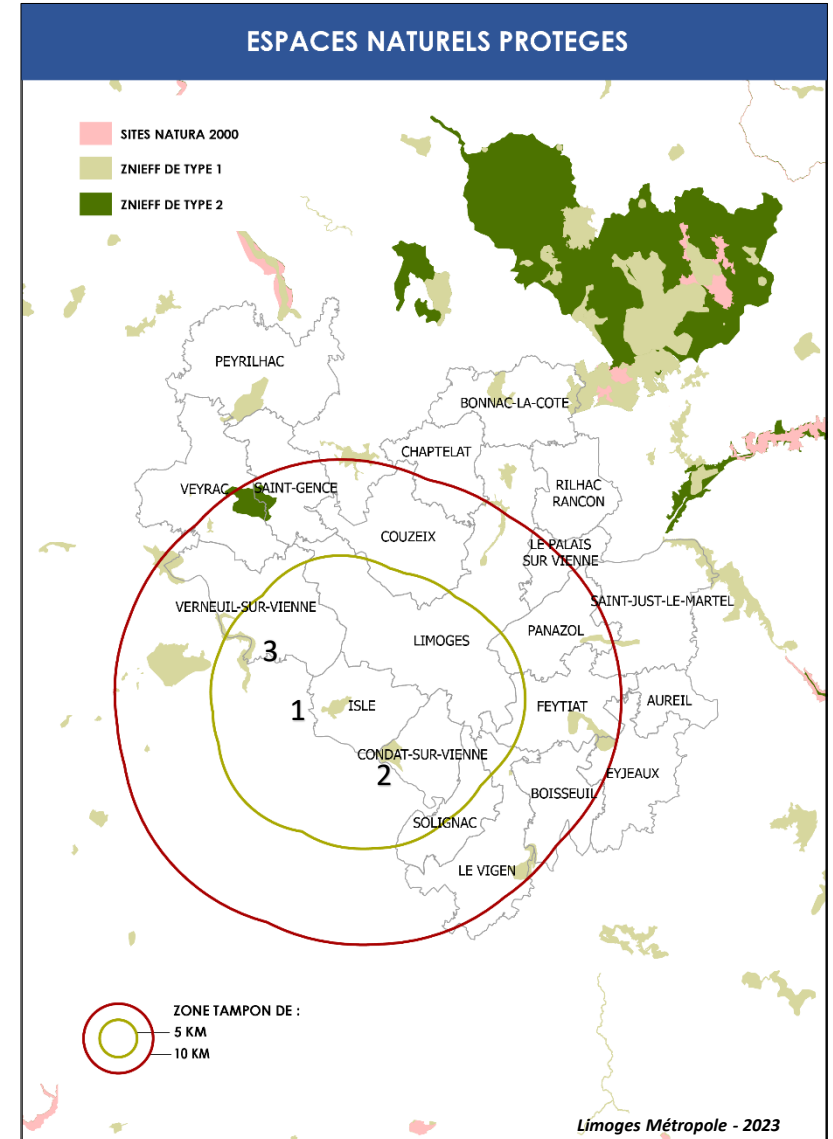 ESPACES NATURELS PROTEGES
SITES NATURA 2000
ZNIEFF DE TYPE 1
ZNIEFF DE TYPE 2
PEYRILHAC
BONNAC-LA-COTE
CHAPTELAT
VEYRAC
SAINT-GENCE
RILHAC
RANCON
COUZEIX
LE PALAIS
SUR VIENNE
VERNEUIL-SUR-VIENNE
SAINT-JUST-LE-MARTEL
PANAZOL
LIMOGES
3
1
ISLE
FEYTIAT
AUREIL
CONDAT-SUR-VIENNE
2
EYJEAUX
BOISSEUIL
SOLIGNAC
LE VIGEN
ZONE TAMPON DE :
5 KM
10 KM
Limoges Métropole - 2023